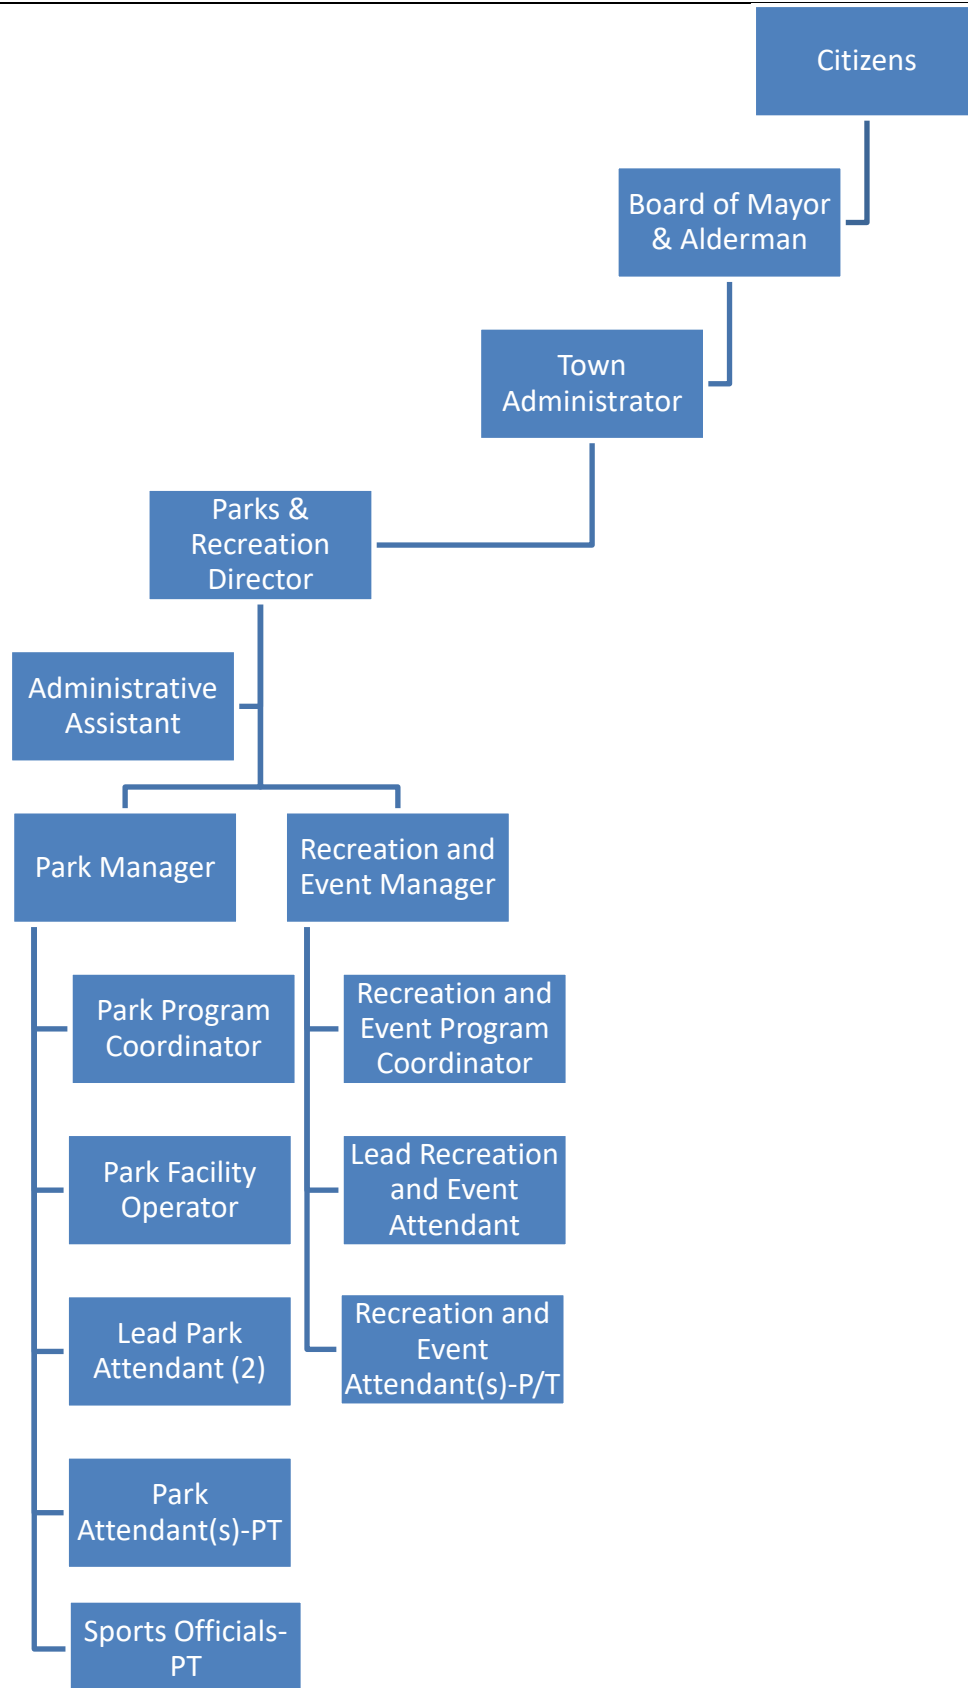 Citizens
Board of Mayor
& Alderman
Town
Administrator
Parks &
Recreation
Director
Administrative
Assistant
Park Manager
Recreation and
Event Manager
Park Program
Coordinator
Recreation and
Event Program
Coordinator
Park Facility
Operator
Lead Recreation
and Event
Attendant
Lead Park
Attendant (2)
Recreation and
Event
Attendant(s)-P/T
Park
Attendant(s)-PT
Sports Officials-
PT